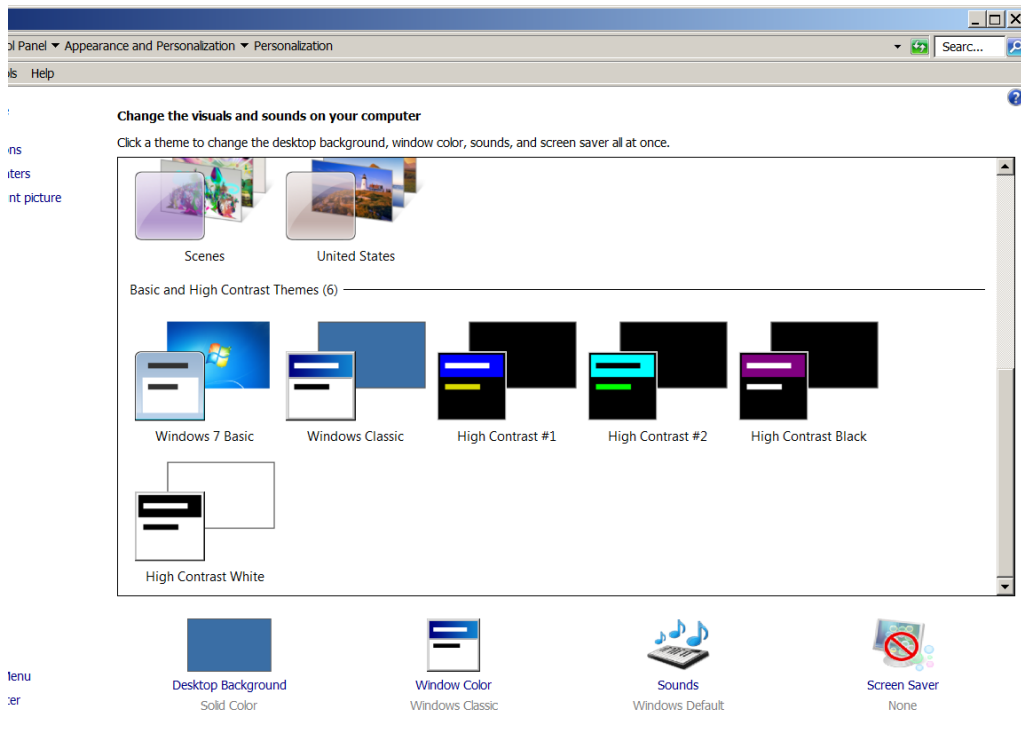 ol Panel ▾ Appearance and Personalization ▾ Personalization
Searc...
ols Help
Change the visuals and sounds on your computer
Click a theme to change the desktop background, window color, sounds, and screen saver all at once.
ons
nt picture
Scenes United States
Basic and High Contrast Themes (6)
Windows 7 Basic Windows Classic High Contrast #1 High Contrast #2 High Contrast Black
High Contrast White
Desktop Background Window Color Sounds Screen Saver
Solid Color Windows Classic Windows Default None